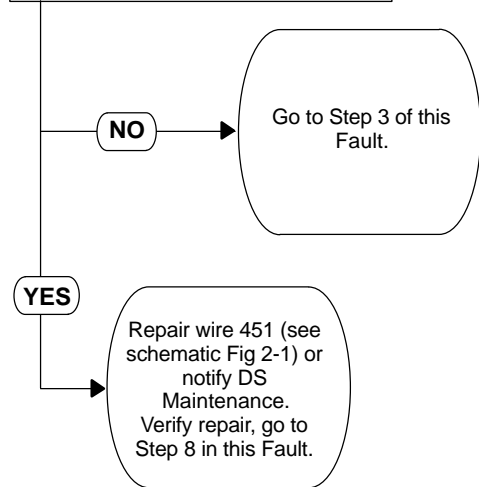 NO
Go to Step 3 of this
Fault.
YES
Repair wire 451 (see
schematic Fig 2-1) or
notify DS
Maintenance.
Verify repair, go to
Step 8 in this Fault.